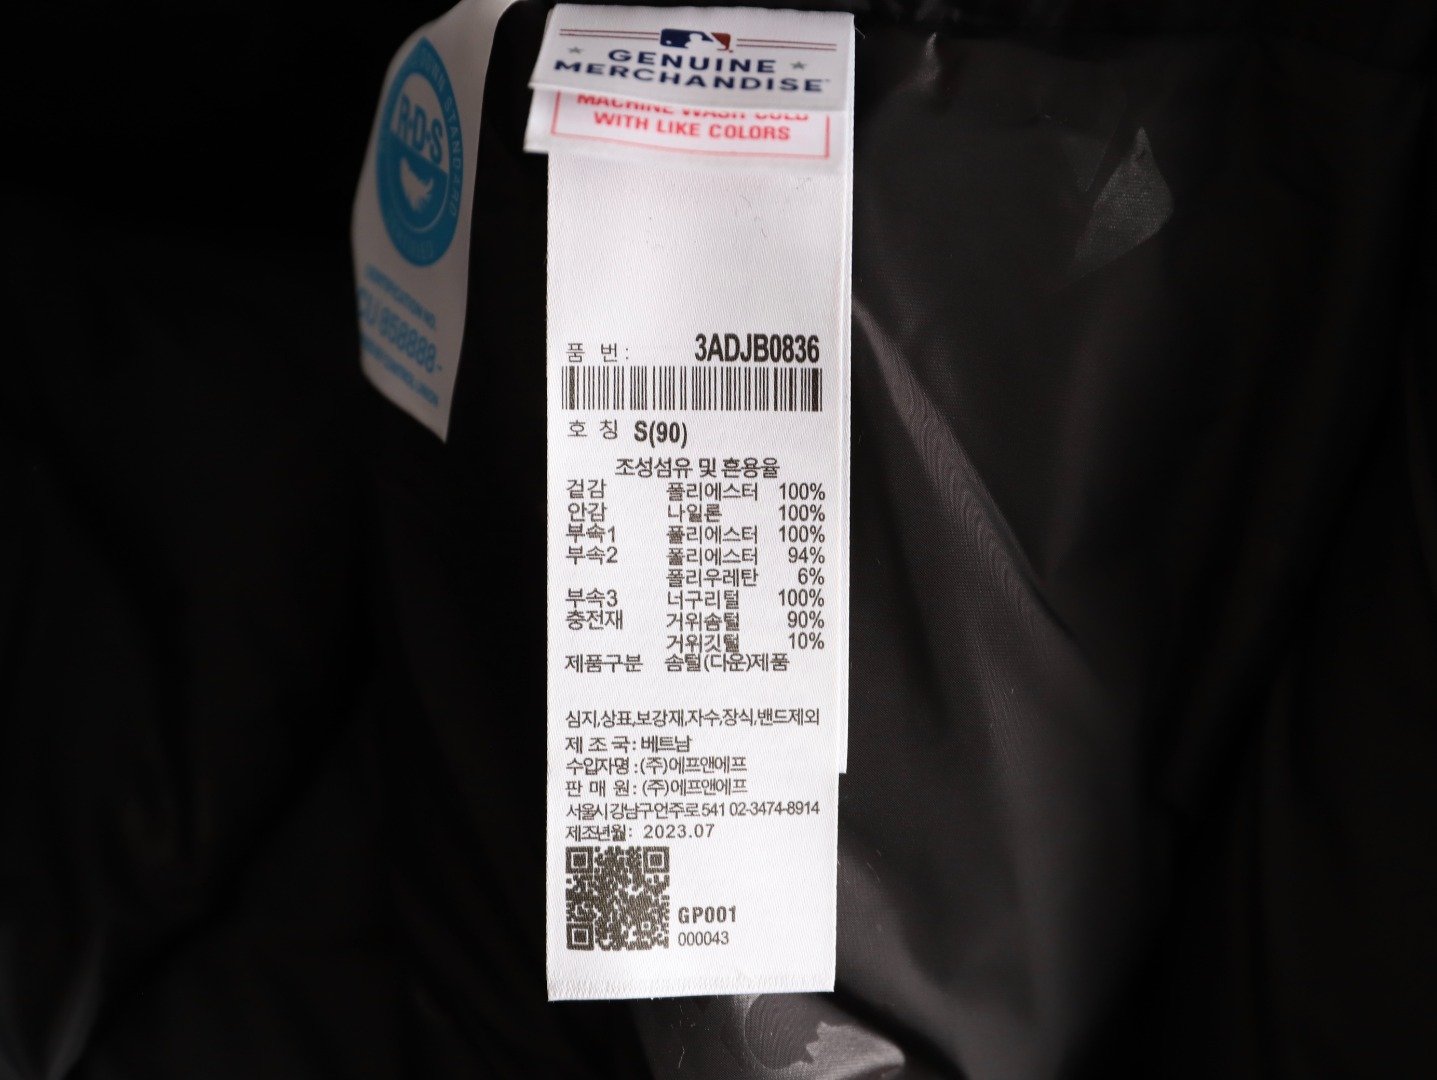 R·D·S
CU 858888-
GENUINE
MERCHANDISE
MACHINE WASH COLD
WITH LIKE COLORS
품 번: 3ADJB0836
호 칭 S(90)
조성섬유 및 혼용율
겉감 폴리에스터 100%
안감 나일론 100%
부속1 폴리에스터 100%
부속2 폴리에스터 94%
폴리우레탄 6%
부속3 너구리털 100%
충전재 거위솜털 90%
거위깃털 10%
제품구분 솜털(다운)제품
심지,상표,보강재,자수,장식,밴드제외
제 조 국: 베트남
수입자명 :(주)에프앤에프
판 매 원: (주)에프앤에프
서울시 강남구언주로 541 02-3474-8914
제조년월: 2023.07
GP001
000043